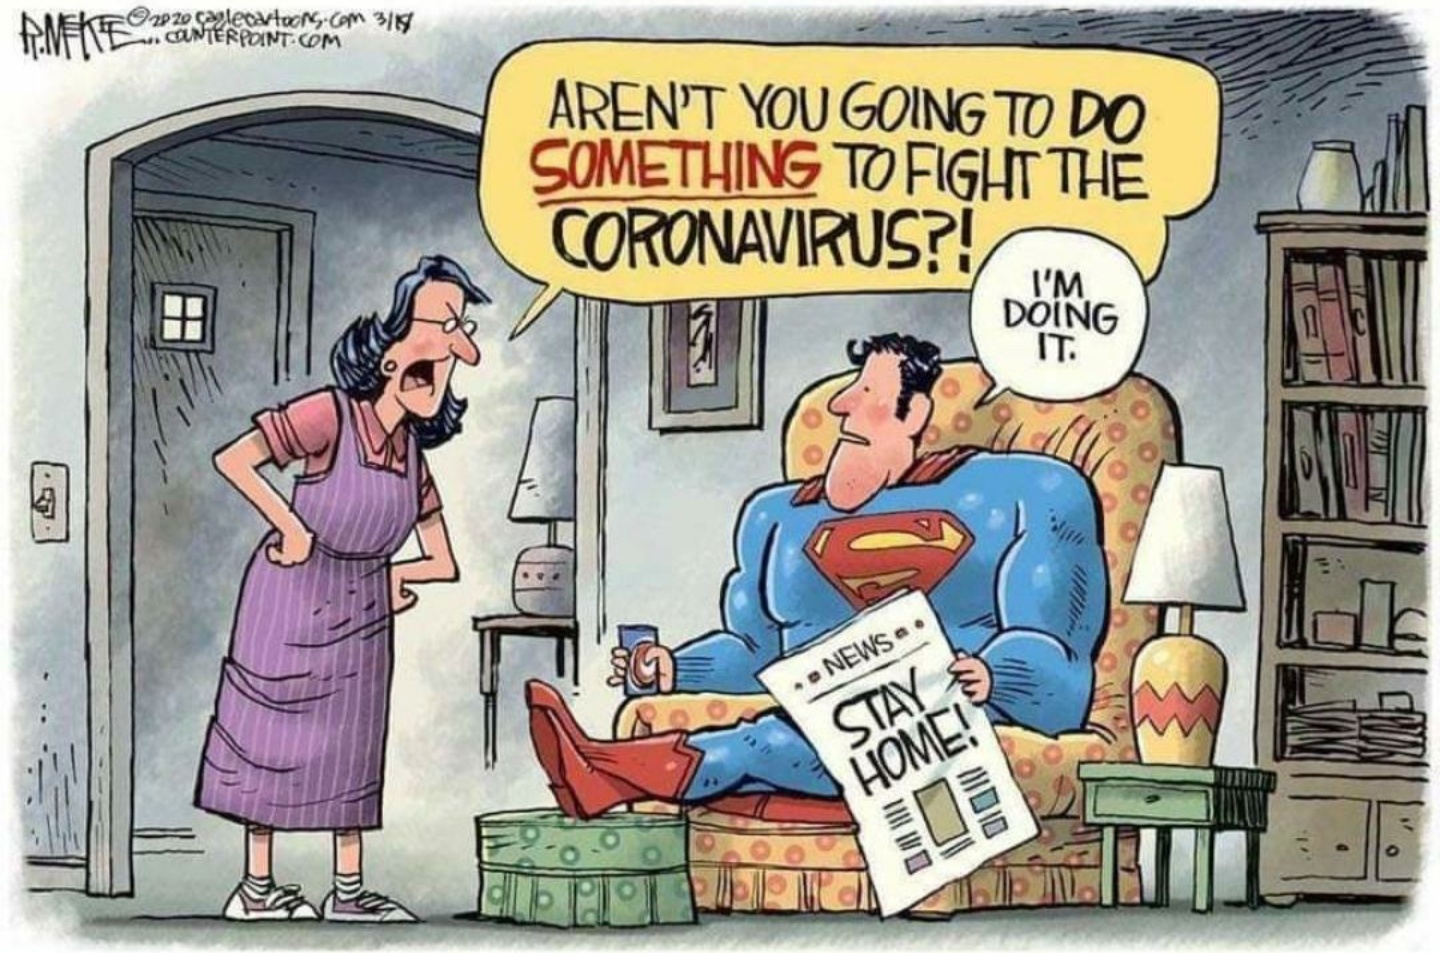 R.McKEE ©2020 caglecartoons.com 3/18
... COUNTERPOINT.COM
AREN'T YOU GOING TO DO
SOMETHING TO FIGHT THE
CORONAVIRUS?!
I'M
DOING
IT.
S
NEWS
STAY
HOME!